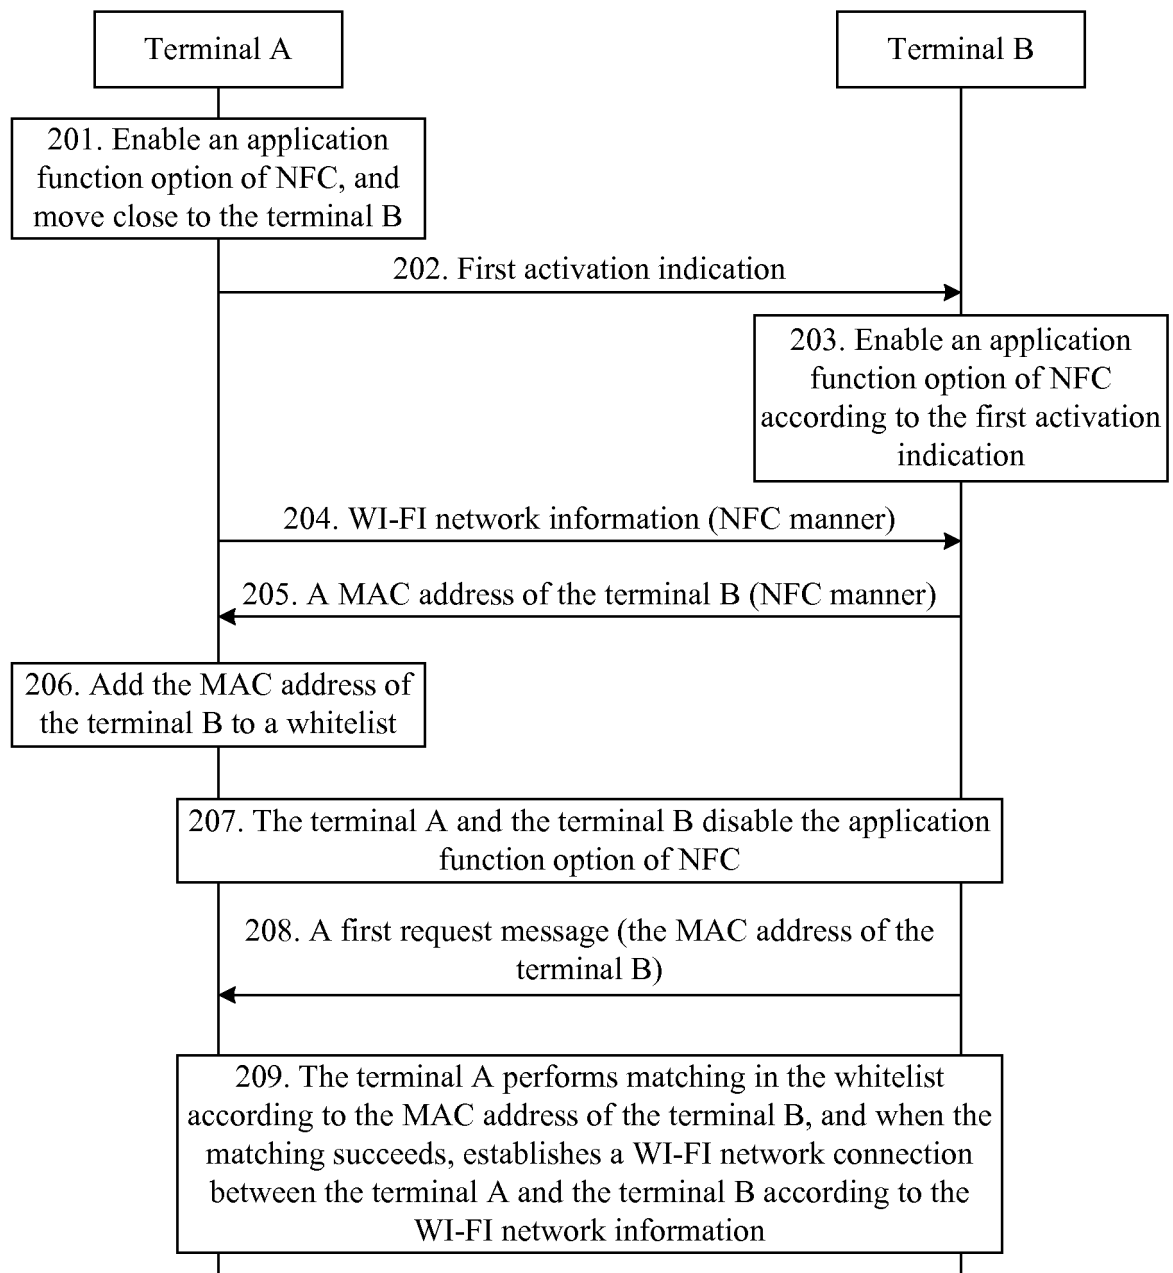 Terminal A
Terminal B
201. Enable an application
function option of NFC, and
move close to the terminal B
202. First activation indication
203. Enable an application
function option of NFC
according to the first activation
indication
204. WI-FI network information (NFC manner)
205. A MAC address of the terminal B (NFC manner)
206. Add the MAC address of
the terminal B to a whitelist
207. The terminal A and the terminal B disable the application
function option of NFC
208. A first request message (the MAC address of the
terminal B)
209. The terminal A performs matching in the whitelist
according to the MAC address of the terminal B, and when the
matching succeeds, establishes a WI-FI network connection
between the terminal A and the terminal B according to the
WI-FI network information